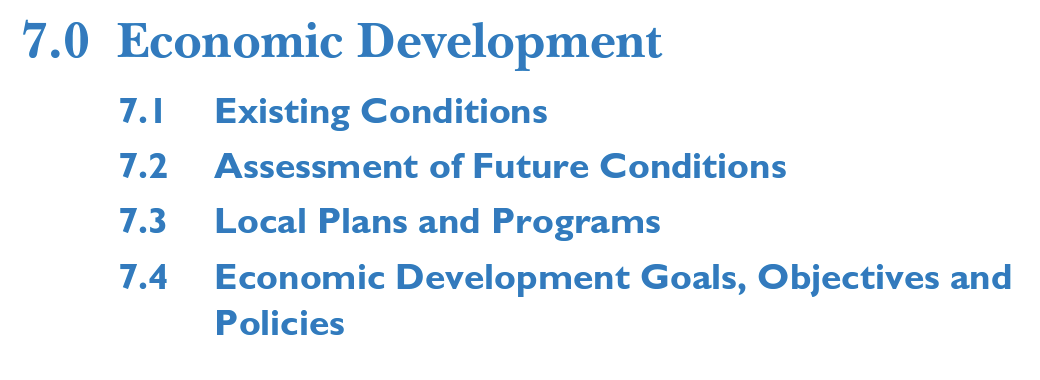 7.0 Economic Development
7.1 Existing Conditions
7.2 Assessment of Future Conditions
7.3 Local Plans and Programs
7.4 Economic Development Goals, Objectives and
Policies